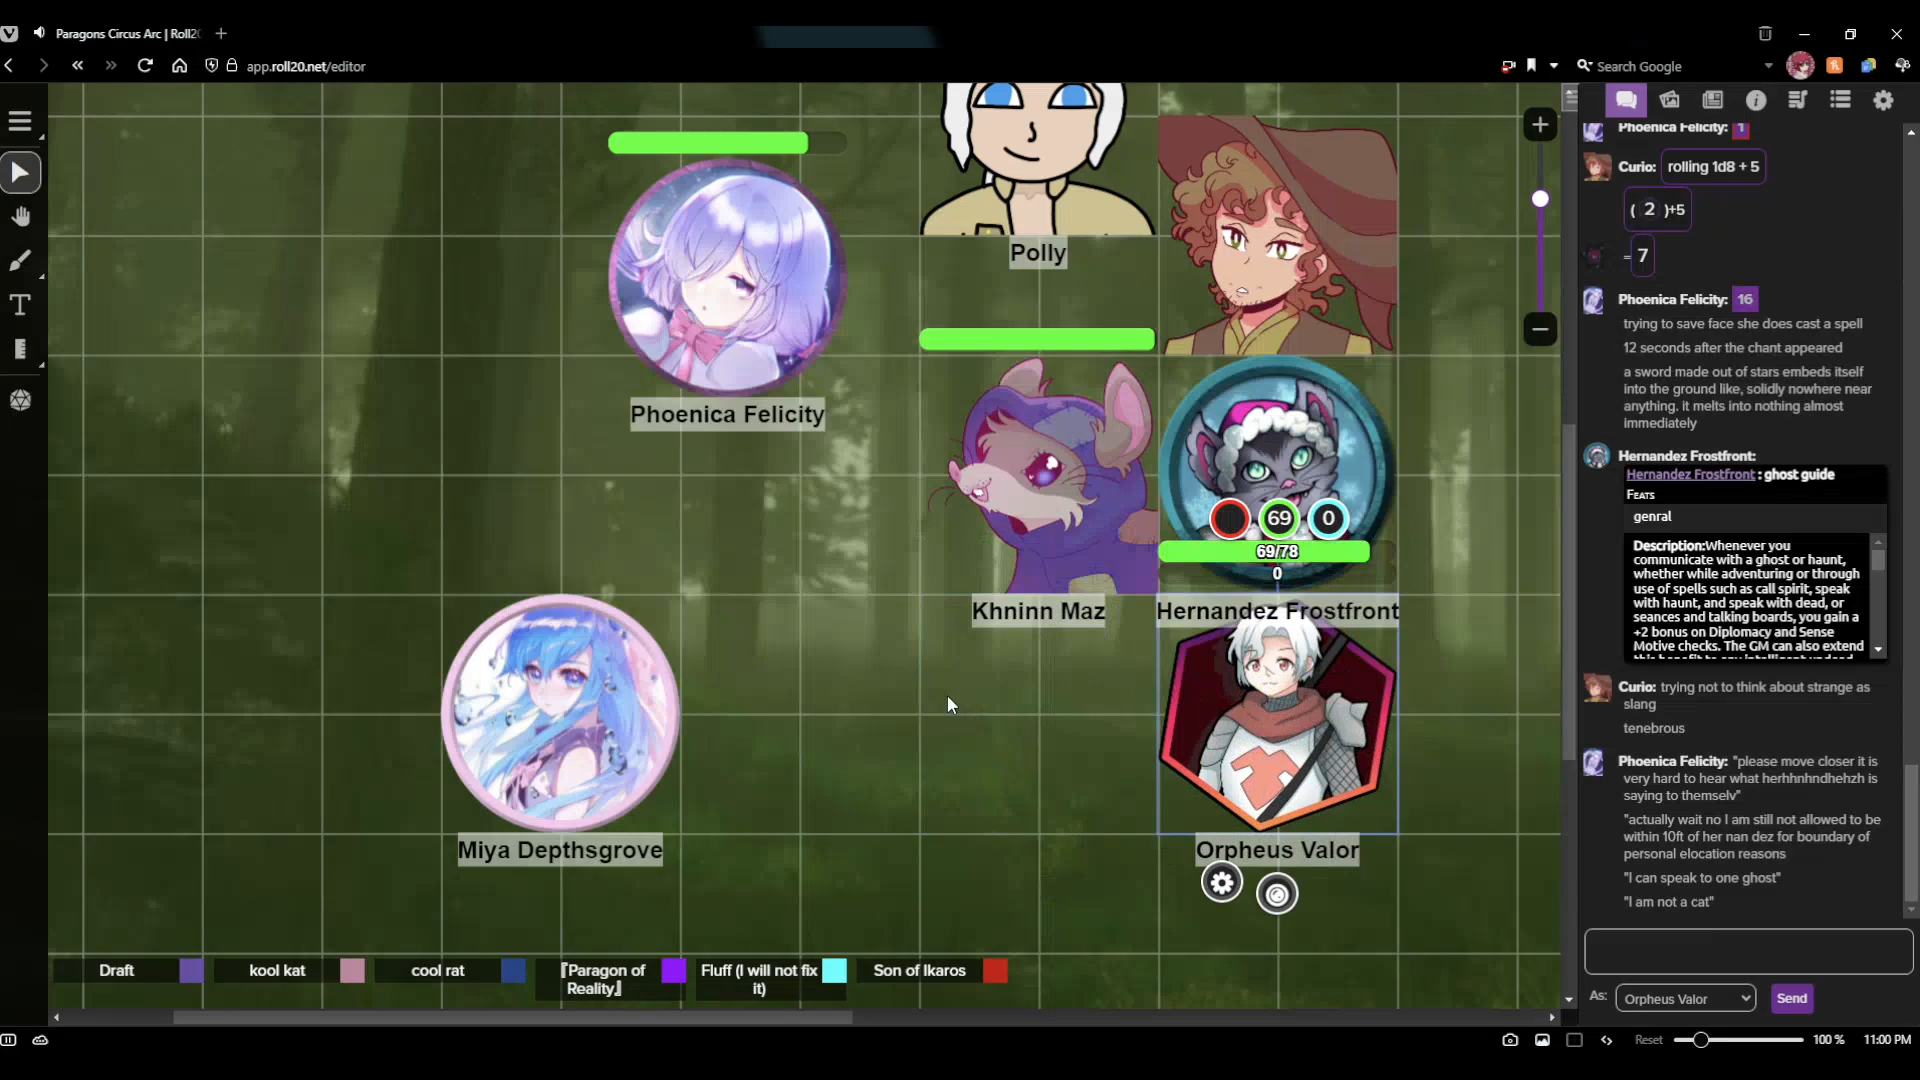 Paragons Circus Arc | Roll20
app.roll20.net/editor
Search Google
Polly
Phoenica Felicity
Khninn Maz
69
0
69/78
0
Hernandez Frostfront
Miya Depthsgrove
Orpheus Valor
Draft
kool kat
cool rat
『Paragon of
Reality』
Fluff (I will not fix
it)
Son of Ikaros
Phoenica Felicity: 1
Curio: rolling 1d8 + 5
( 2 )+5
= 7
Phoenica Felicity: 16
trying to save face she does cast a spell
12 seconds after the chant appeared
a sword made out of stars embeds itself
into the ground like, solidly nowhere near
anything. it melts into nothing almost
immediately
Hernandez Frostfront:
Hernandez Frostfront : ghost guide
Feats
genral
Description:Whenever you
communicate with a ghost or haunt,
whether while adventuring or through
use of spells such as call spirit, speak
with haunt, and speak with dead, or
seances and talking boards, you gain a
+2 bonus on Diplomacy and Sense
Motive checks. The GM can also extend
this benefit to any intelligent undead
Curio: trying not to think about strange as
slang
tenebrous
Phoenica Felicity: "please move closer it is
very hard to hear what herhhnhndhehzh is
saying to themselv"
"actually wait no I am still not allowed to be
within 10ft of her nan dez for boundary of
personal elocation reasons
"I can speak to one ghost"
"I am not a cat"
As: Orpheus Valor Send
Reset 100 % 11:00 PM